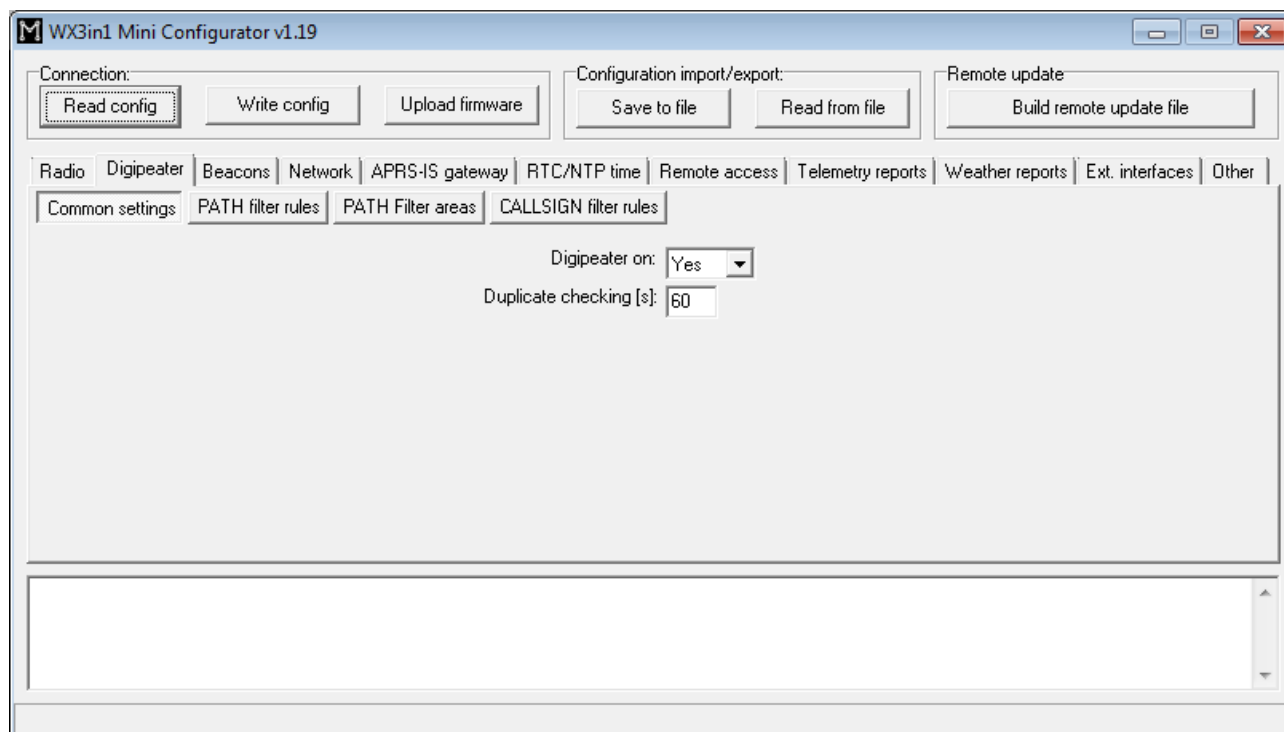 WX3in1 Mini Configurator v1.19
Connection: Configuration import/export: Remote update
Read config Write config Upload firmware Save to file Read from file Build remote update file
Radio Digipeater Beacons Network APRS-IS gateway RTC/NTP time Remote access Telemetry reports Weather reports Ext. interfaces Other
Common settings PATH filter rules PATH Filter areas CALLSIGN filter rules
Digipeater on: Yes
Duplicate checking [s]: 60